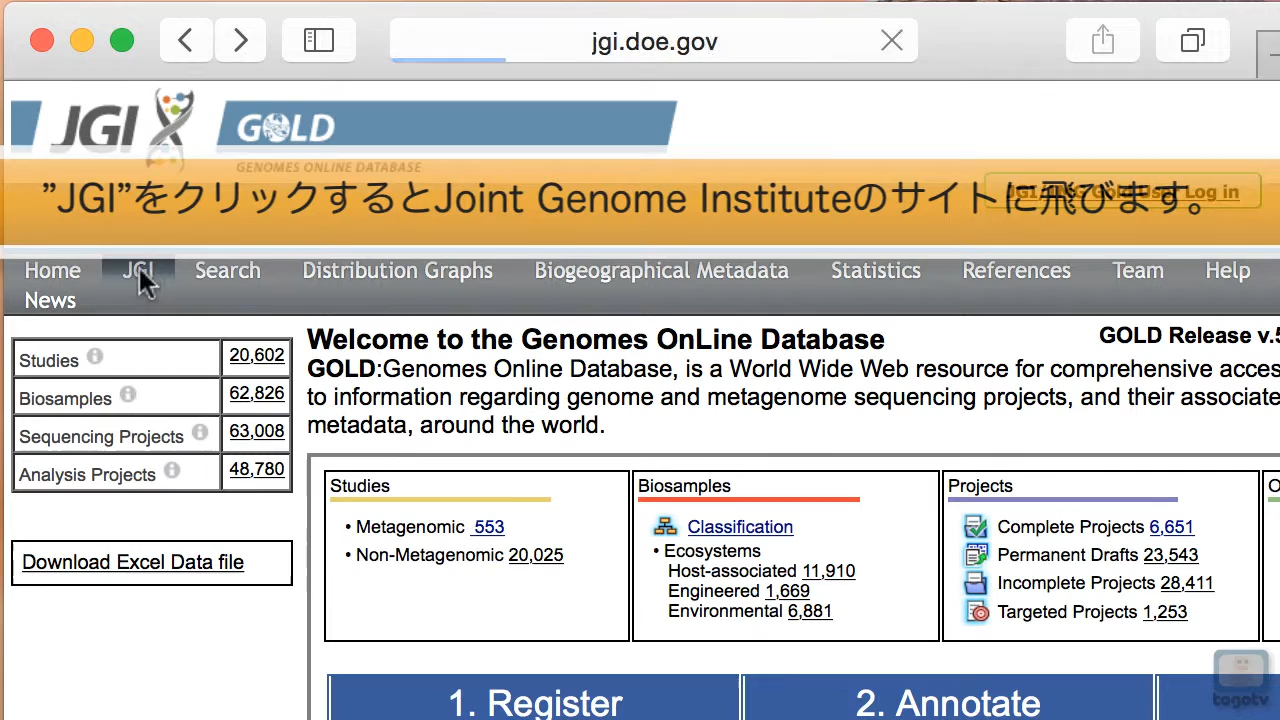 jgi.doe.gov
JGI GOLD
GENOMES ONLINE DATABASE
”JGI”をクリックするとJoint Genome Instituteのサイトに飛びます。
Log in
Home JGI Search Distribution Graphs Biogeographical Metadata Statistics References Team Help
News
Studies 20,602
Biosamples 62,826
Sequencing Projects 63,008
Analysis Projects 48,780
Download Excel Data file
Welcome to the Genomes OnLine Database
GOLD Release v.5
GOLD:Genomes Online Database, is a World Wide Web resource for comprehensive acces
to information regarding genome and metagenome sequencing projects, and their associate
metadata, around the world.
Studies
• Metagenomic 553
• Non-Metagenomic 20,025
Biosamples
Classification
• Ecosystems
Host-associated 11,910
Engineered 1,669
Environmental 6,881
Projects
Complete Projects 6,651
Permanent Drafts 23,543
Incomplete Projects 28,411
Targeted Projects 1,253
O
1. Register
2. Annotate
togotv